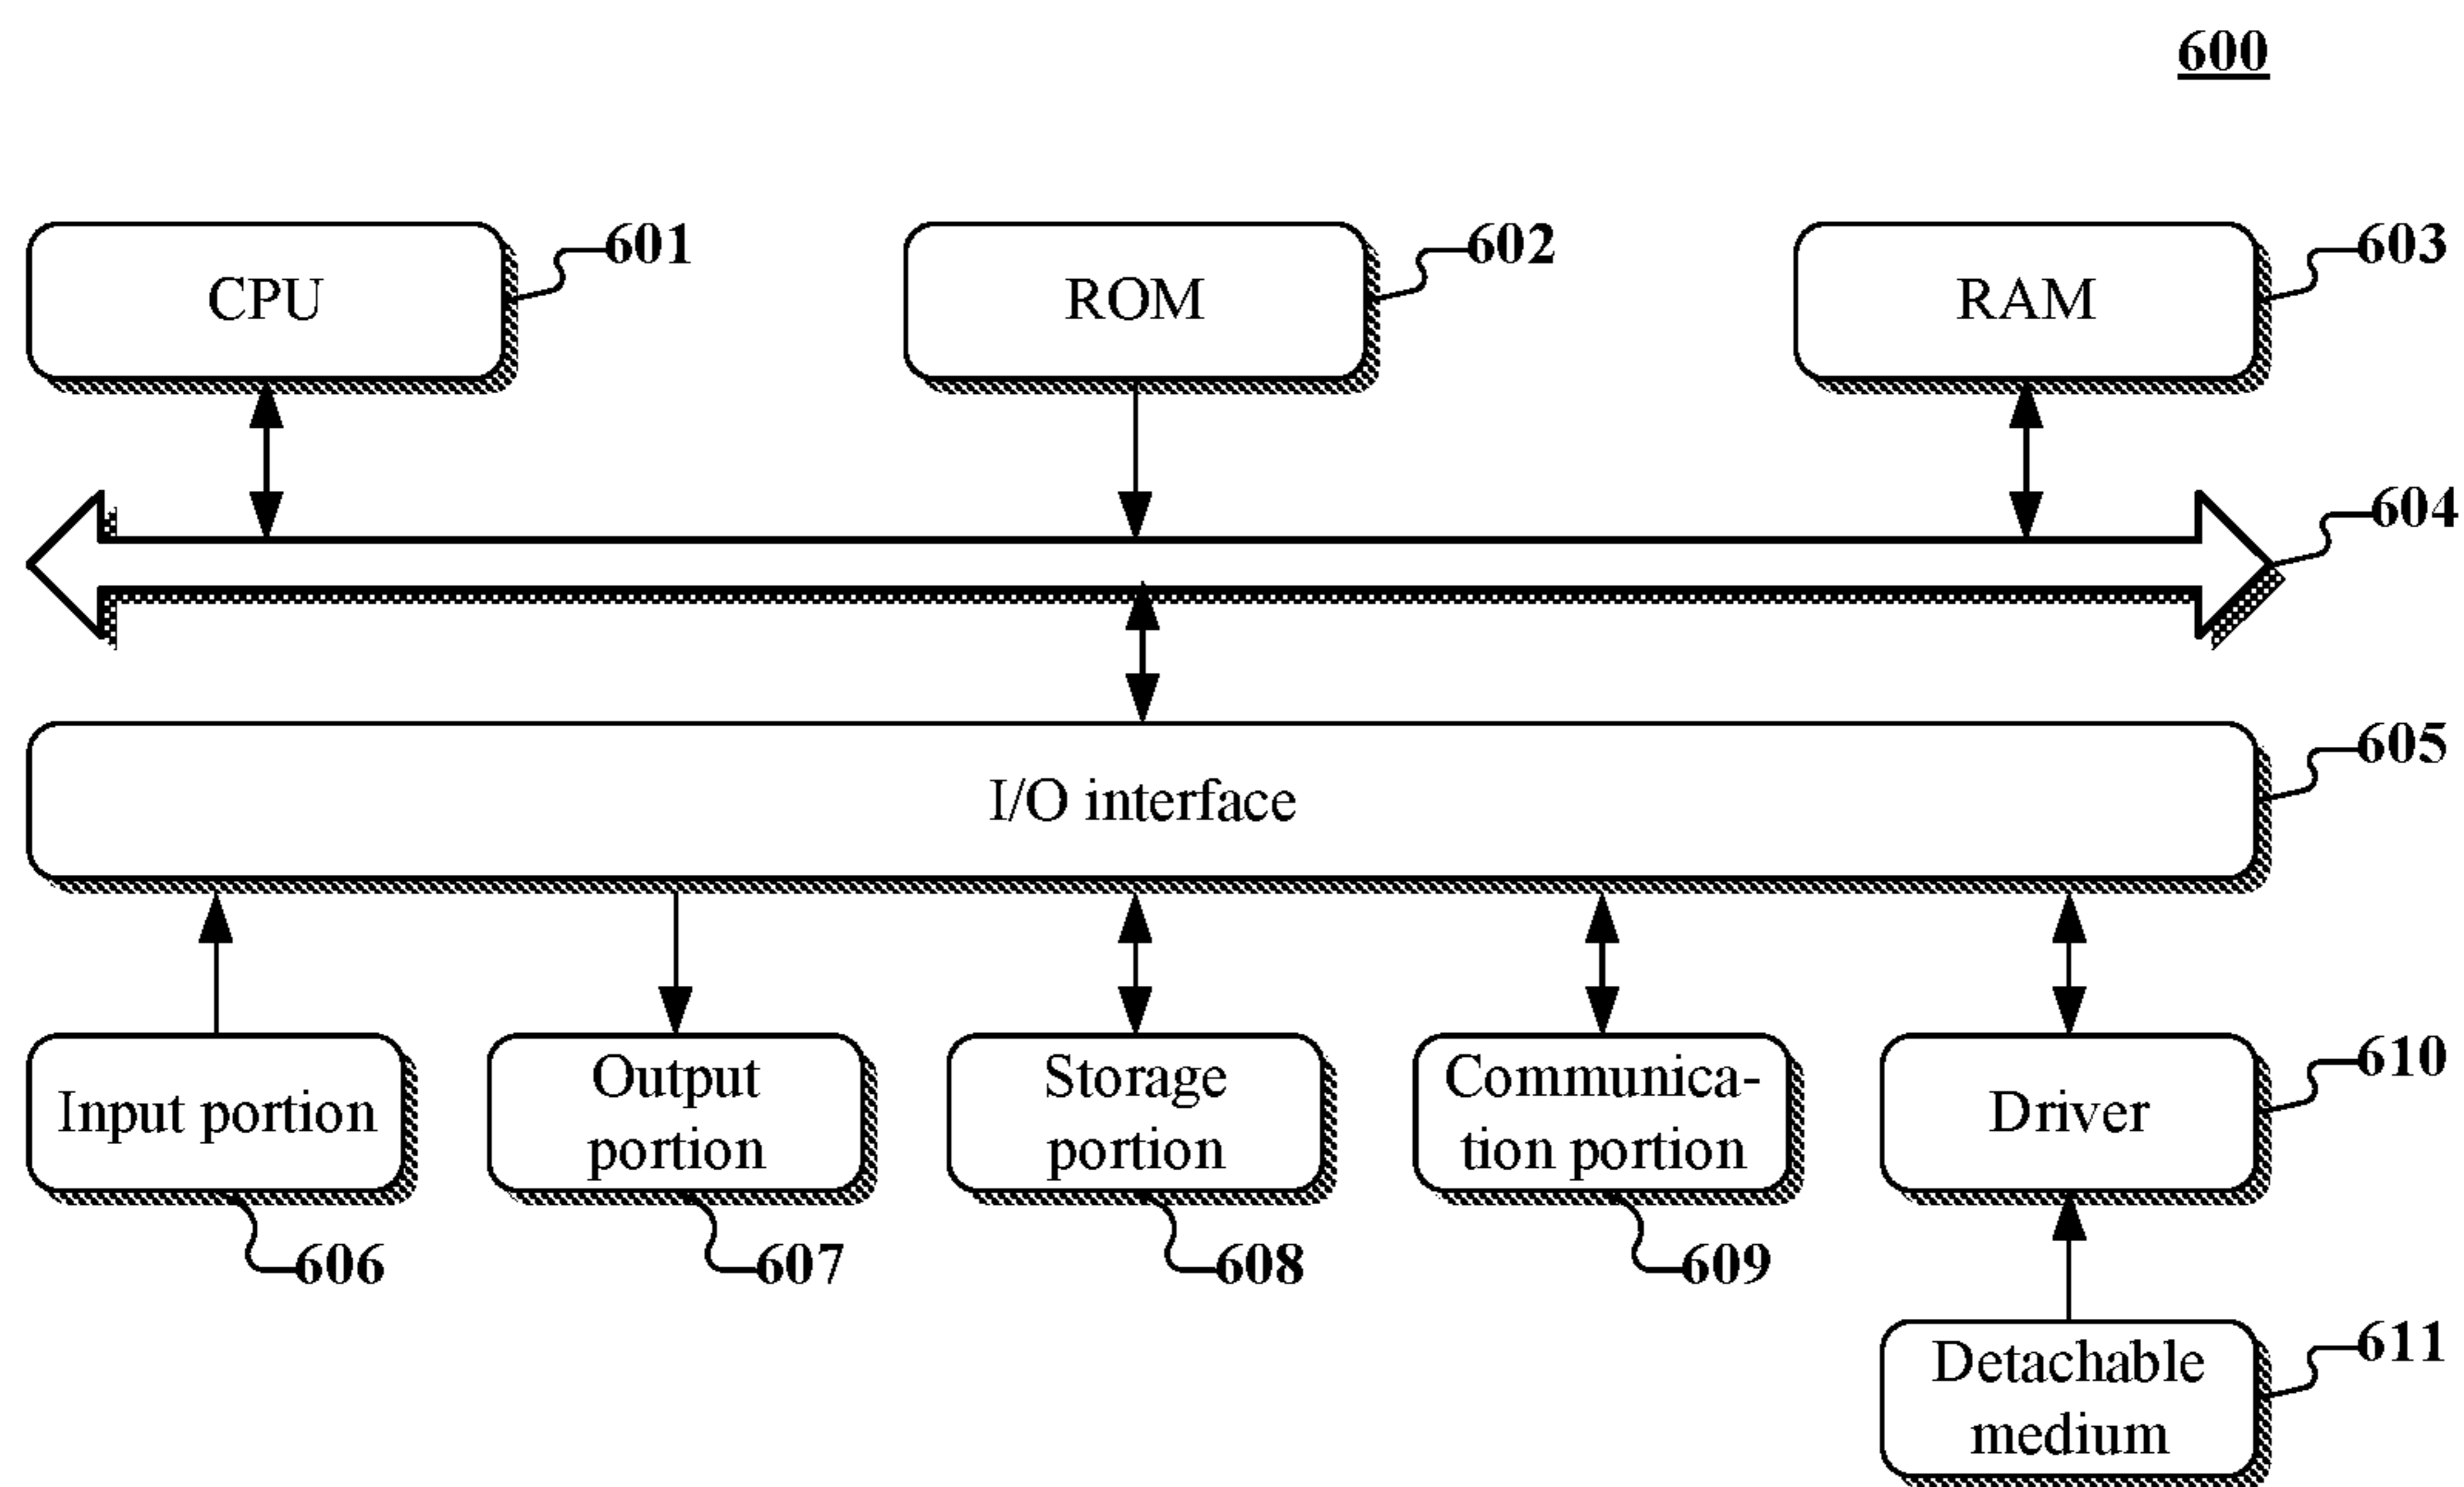 600
CPU
601
ROM
602
RAM
603
604
I/O interface
605
Input portion
606
Output
portion
607
Storage
portion
608
Communica-
tion portion
609
Driver
610
Detachable
medium
611